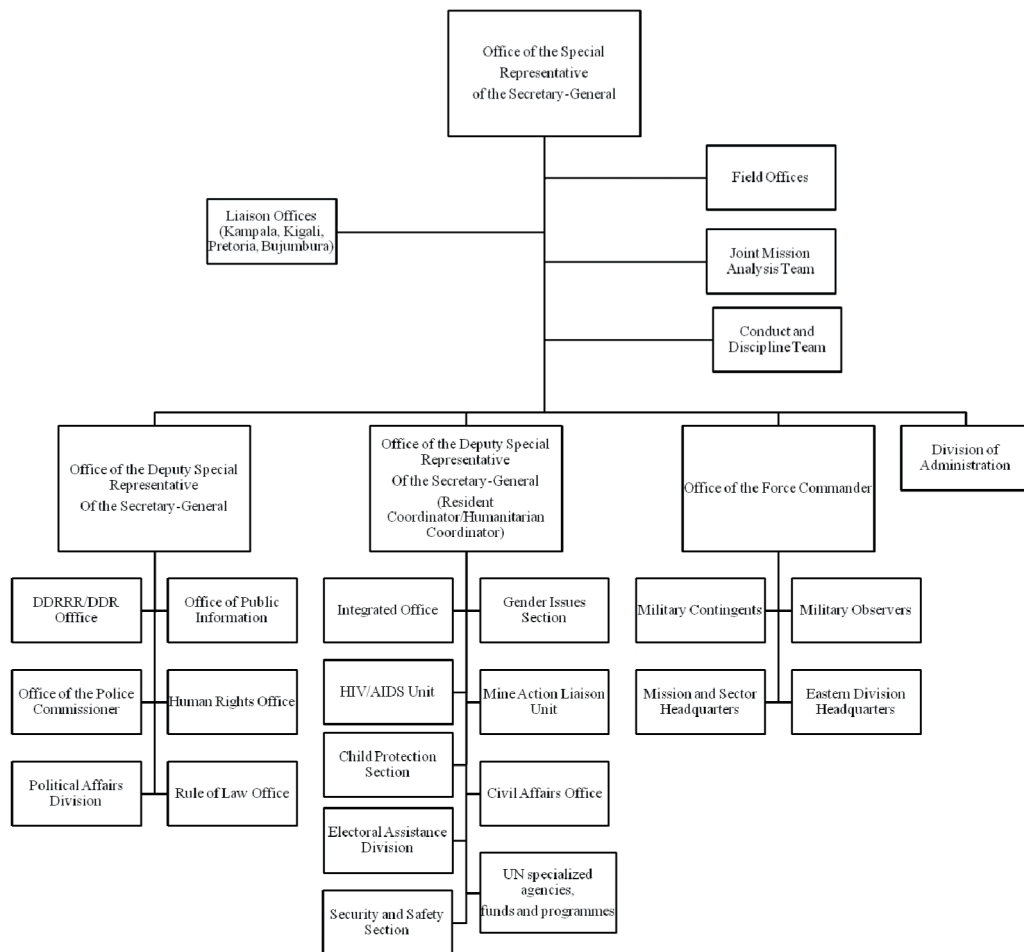 Office of the Special
Representative
of the Secretary-General
Field Offices
Liaison Offices
(Kampala, Kigali,
Pretoria, Bujumbura)
Joint Mission
Analysis Team
Conduct and
Discipline Team
Office of the Deputy Special
Representative
Of the Secretary-General
Office of the Deputy Special
Representative
Of the Secretary-General
(Resident
Coordinator/Humanitarian
Coordinator)
Office of the Force Commander
Division of
Administration
DDRRR/DDR
Offfice
Office of Public
Information
Integrated Office
Gender Issues
Section
Military Contingents
Military Observers
Office of the Police
Commissioner
Human Rights Office
HIV/AIDS Unit
Mine Action Liaison
Unit
Mission and Sector
Headquarters
Eastern Division
Headquarters
Child Protection
Section
Political Affairs
Division
Rule of Law Office
Civil Affairs Office
Electoral Assistance
Division
UN specialized
agencies,
funds and programmes
Security and Safety
Section